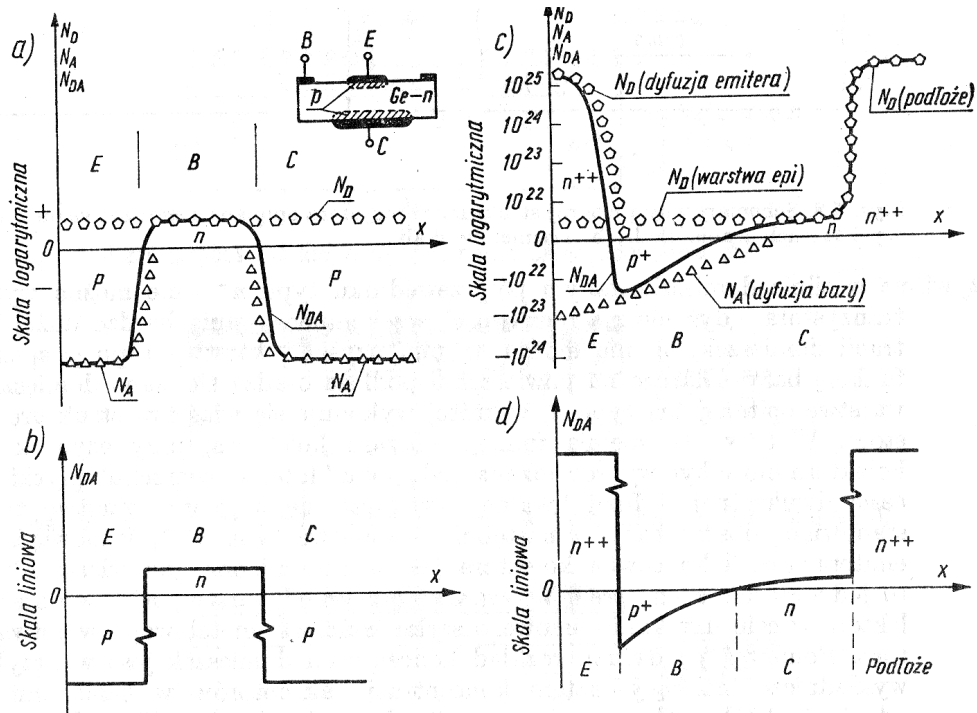 a)
N_D
N_A
N_DA
B
E
p
Ge-n
C
E
B
C
N_D
Skala logarytmiczna
+
0
−
n
x
P
P
N_DA
N_A
N_A
b)
N_DA
E
B
C
Skala liniowa
0
n
x
P
P
c)
N_D
N_A
N_DA
10^25
10^24
10^23
10^22
0
-10^22
-10^23
-10^24
Skala logarytmiczna
N_D (dyfuzja emitera)
N_D (podłoże)
n++
N_D (warstwa epi)
n++
x
n
p+
N_DA
N_A (dyfuzja bazy)
E
B
C
d)
N_DA
n++
n++
Skala liniowa
0
x
p+
n
E
B
C
Podłoże